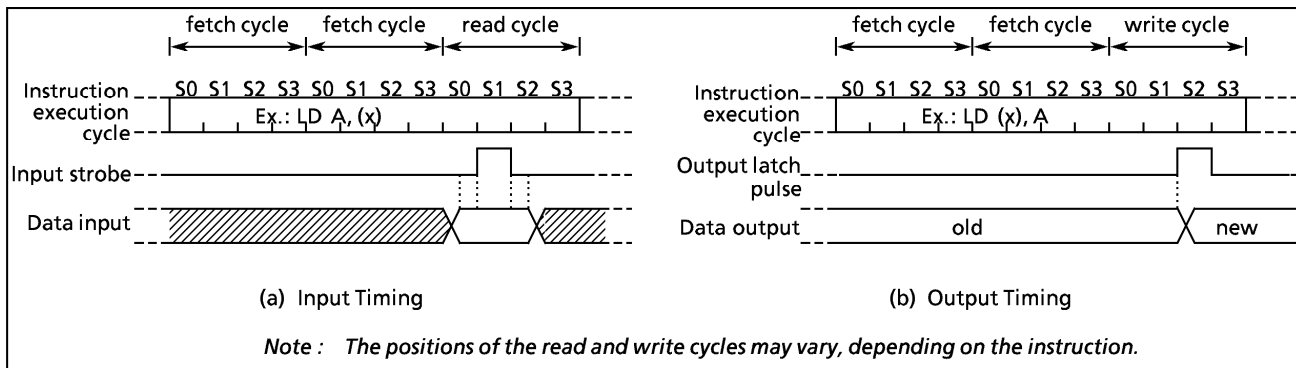 fetch cycle fetch cycle read cycle
S0 S1 S2 S3 S0 S1 S2 S3 S0 S1 S2 S3
Instruction
execution
cycle
Ex.: LD A, (x)
Input strobe
Data input
(a) Input Timing
fetch cycle fetch cycle write cycle
S0 S1 S2 S3 S0 S1 S2 S3 S0 S1 S2 S3
Instruction
execution
cycle
Ex.: LD (x), A
Output latch
pulse
Data output
old new
(b) Output Timing
Note : The positions of the read and write cycles may vary, depending on the instruction.